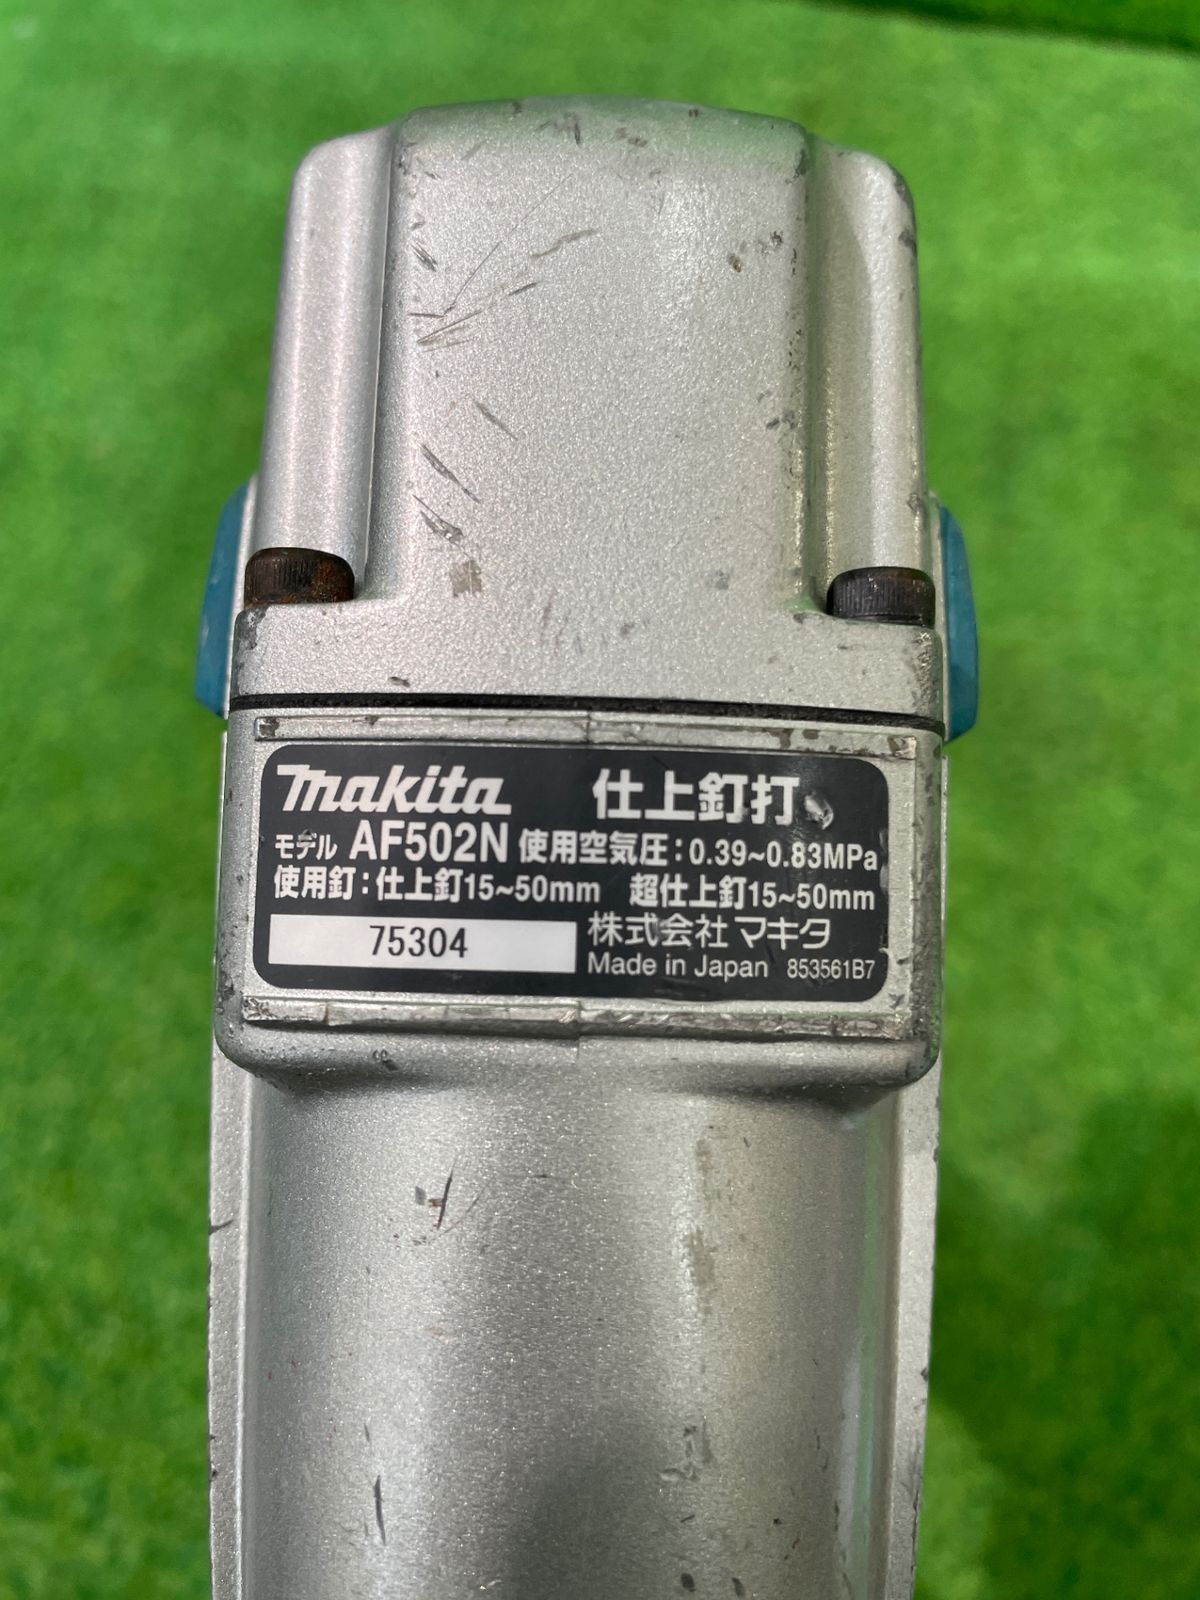 makita 仕上釘打
モデル AF502N 使用空気圧:0.39~0.83MPa
使用釘:仕上釘15~50mm 超仕上釘15~50mm
75304 株式会社 マキタ
Made in Japan 853561B7